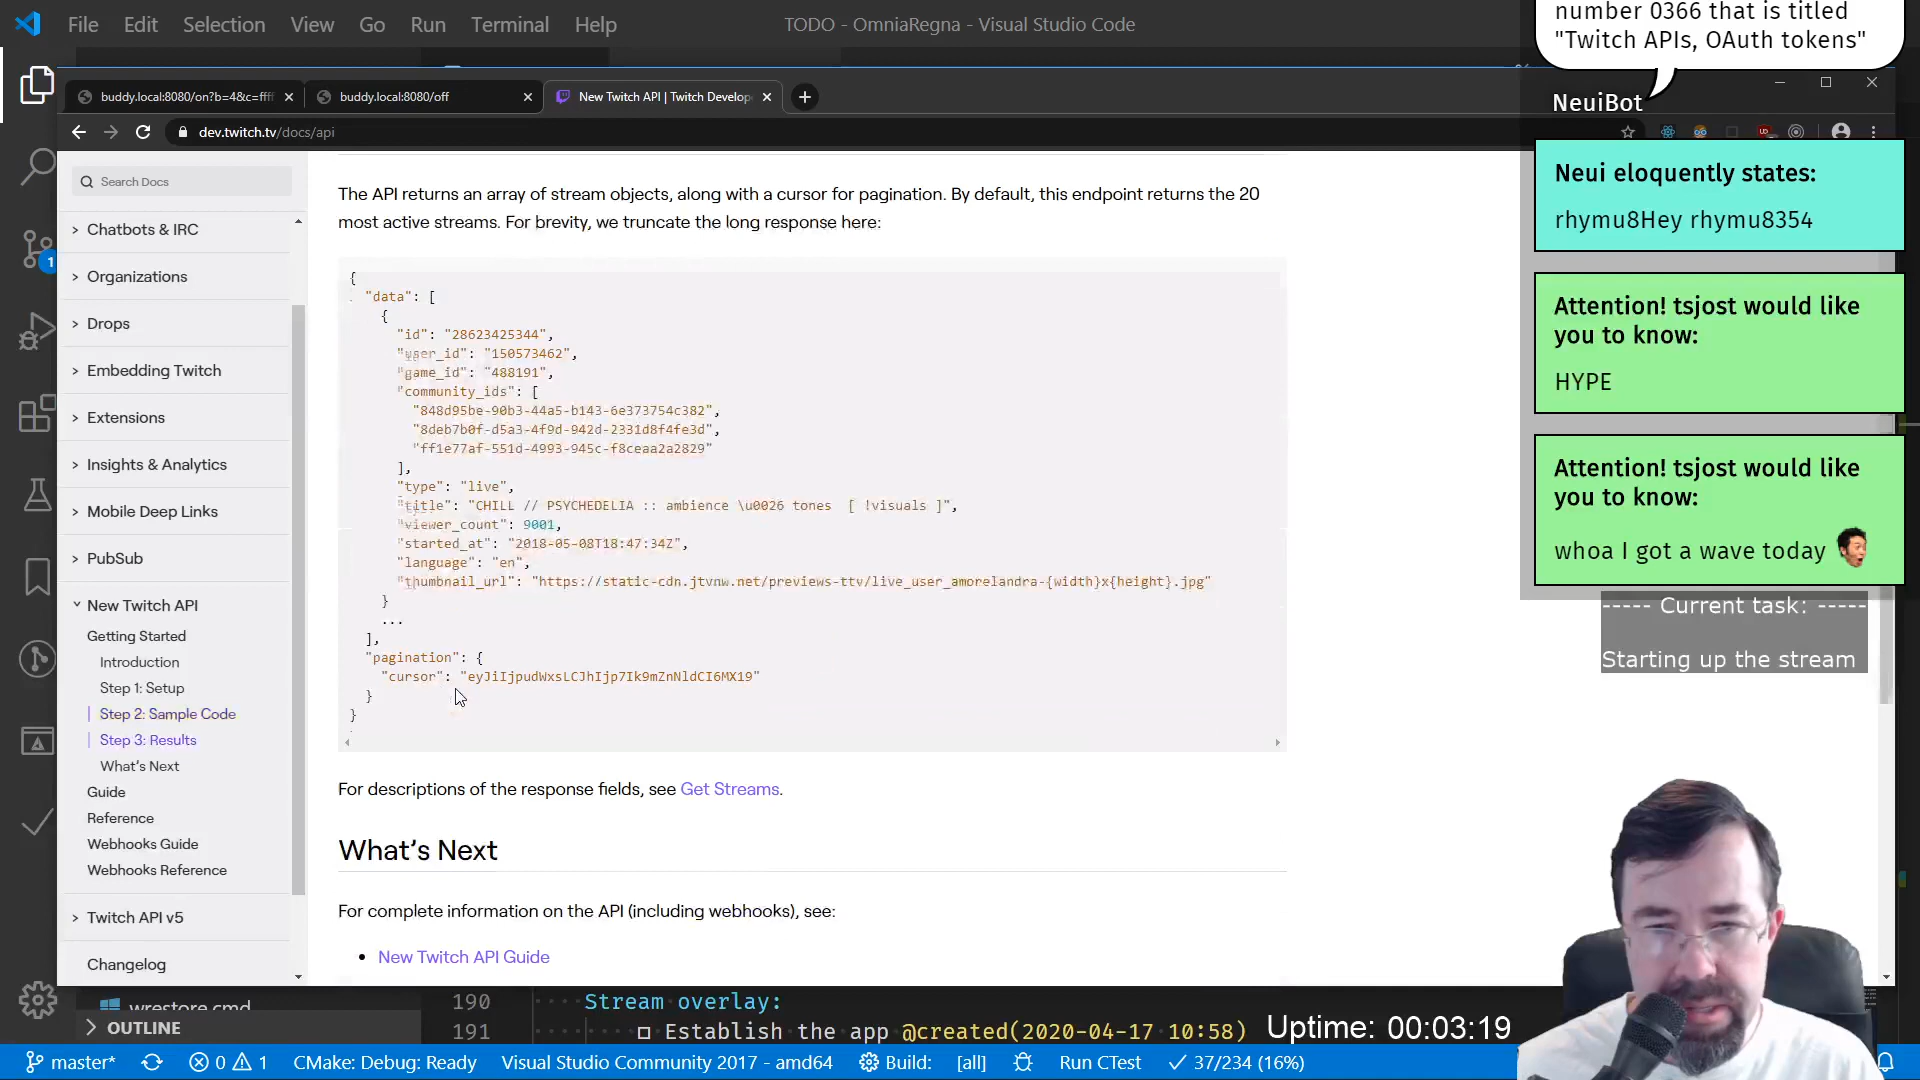 File Edit Selection View Go Run Terminal Help
TODO - OmniaRegna - Visual Studio Code
buddy.local:8080/on?b=4&c=ffff
buddy.local:8080/off
New Twitch API | Twitch Develop
dev.twitch.tv/docs/api
Search Docs
Chatbots & IRC
Organizations
Drops
Embedding Twitch
Extensions
Insights & Analytics
Mobile Deep Links
PubSub
New Twitch API
Getting Started
Introduction
Step 1: Setup
Step 2: Sample Code
Step 3: Results
What's Next
Guide
Reference
Webhooks Guide
Webhooks Reference
Twitch API v5
Changelog
The API returns an array of stream objects, along with a cursor for pagination. By default, this endpoint returns the 20
most active streams. For brevity, we truncate the long response here:
{
"data": [
{
"id": "28623425344",
"user_id": "150573462",
"game_id": "488191",
"community_ids": [
"848d95be-90b3-44a5-b143-6e373754c382",
"8deb7b0f-d5a3-4f9d-942d-2331d8f4fe3d",
"ff1e77af-551d-4993-945c-f8ceaa2a2829"
],
"type": "live",
"title": "CHILL // PSYCHEDELIA :: ambience \u0026 tones [ !visuals ]",
"viewer_count": 9001,
"started_at": "2018-05-08T18:47:34Z",
"language": "en",
"thumbnail_url": "https://static-cdn.jtvnw.net/previews-ttv/live_user_amorelandra-{width}x{height}.jpg"
}
...
],
"pagination": {
"cursor": "eyJiIjpudWxsLCJhIjp7Ik9mZnNldCI6MX19"
}
}
For descriptions of the response fields, see Get Streams.
What's Next
For complete information on the API (including webhooks), see:
• New Twitch API Guide
number 0366 that is titled
"Twitch APIs, OAuth tokens"
NeuiBot
Neui eloquently states:
rhymu8Hey rhymu8354
Attention! tsjost would like
you to know:
HYPE
Attention! tsjost would like
you to know:
whoa I got a wave today
----- Current task: -----
Starting up the stream
wrestore.cmd
OUTLINE
190 Stream overlay:
191 Establish the app @created(2020-04-17 10:58)
Uptime: 00:03:19
1
master* 0 1 CMake: Debug: Ready Visual Studio Community 2017 - amd64 Build: [all] Run CTest 37/234 (16%)